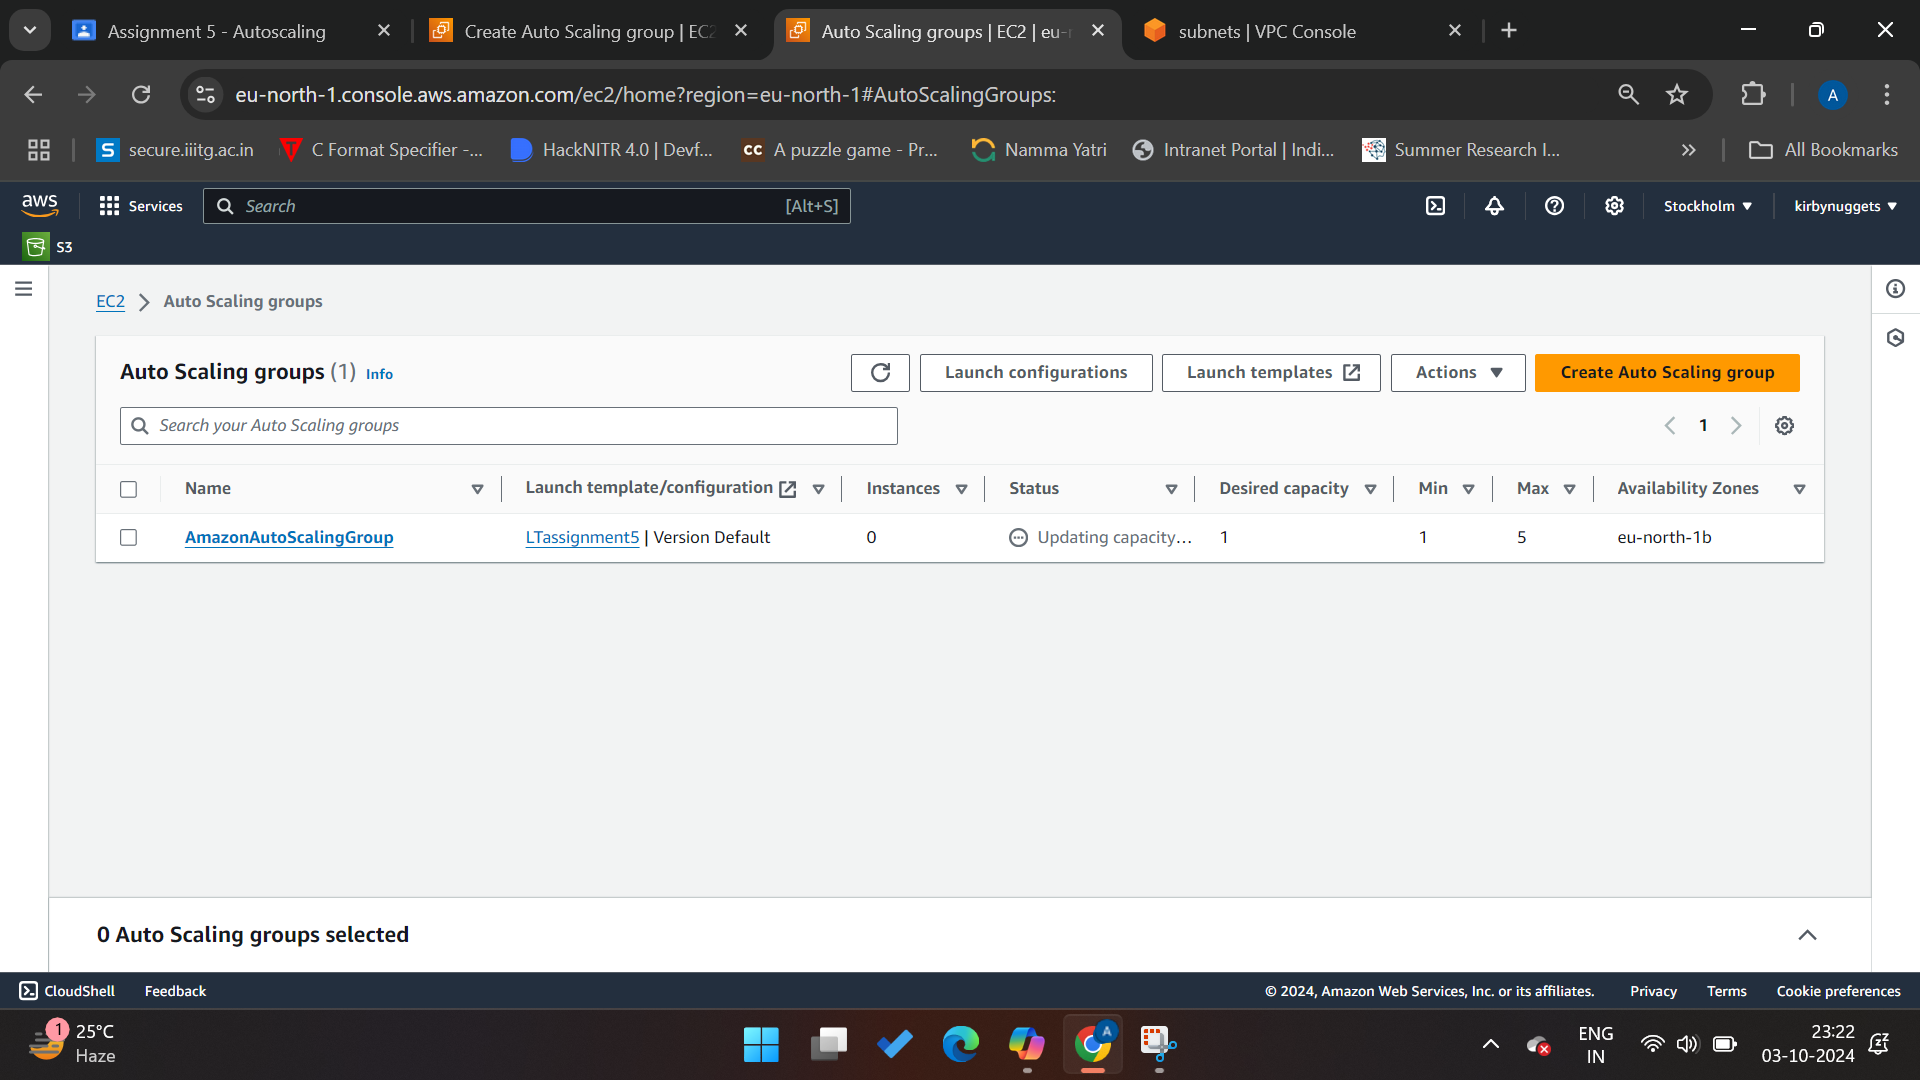 Assignment 5 - Autoscaling
Create Auto Scaling group | EC2
Auto Scaling groups | EC2 | eu-n
subnets | VPC Console
eu-north-1.console.aws.amazon.com/ec2/home?region=eu-north-1#AutoScalingGroups:
A
S secure.iiitg.ac.in
T C Format Specifier -...
HackNITR 4.0 | Devf...
CC A puzzle game - Pr...
Namma Yatri
Intranet Portal | Indi...
Summer Research I...
All Bookmarks
aws
Services
Search
[Alt+S]
Stockholm
kirbynuggets
S3
EC2
Auto Scaling groups
Auto Scaling groups (1) Info
Launch configurations
Launch templates
Actions
Create Auto Scaling group
Search your Auto Scaling groups
1
Name
Launch template/configuration
Instances
Status
Desired capacity
Min
Max
Availability Zones
AmazonAutoScalingGroup
LTassignment5 | Version Default
0
Updating capacity...
1
1
5
eu-north-1b
0 Auto Scaling groups selected
CloudShell
Feedback
© 2024, Amazon Web Services, Inc. or its affiliates.
Privacy
Terms
Cookie preferences
1
25°C
Haze
A
ENG
IN
23:22
03-10-2024